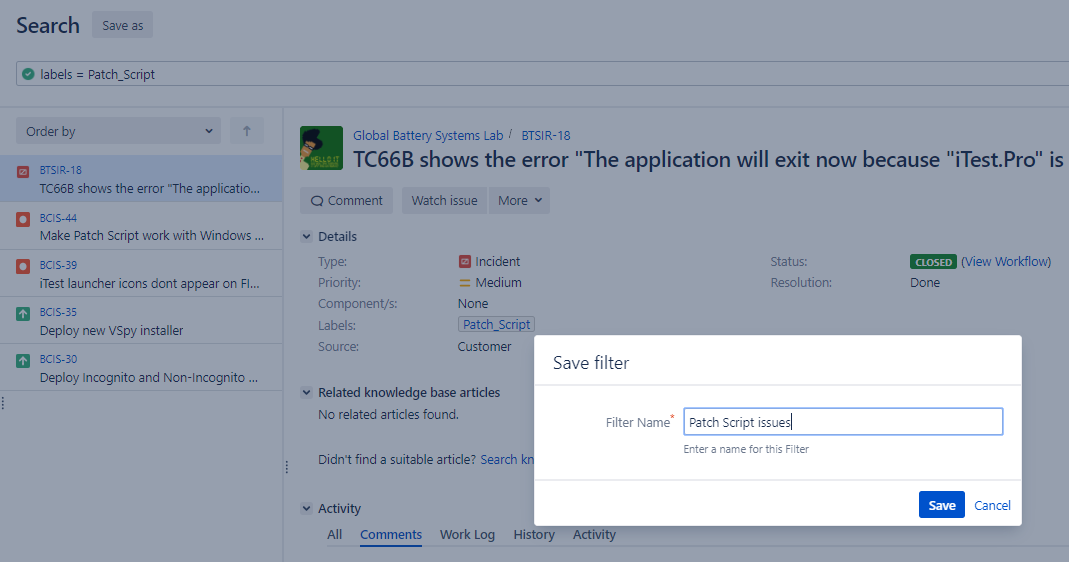 Search
Save as
labels = Patch_Script
Order by
BTSIR-18
TC66B shows the error "The applicatio...
BCIS-44
Make Patch Script work with Windows ...
BCIS-39
iTest launcher icons dont appear on Fl...
BCIS-35
Deploy new VSpy installer
BCIS-30
Deploy Incognito and Non-Incognito ...
HELLO IT
Global Battery Systems Lab / BTSIR-18
TC66B shows the error "The application will exit now because "iTest.Pro" is
Comment Watch issue More
Details
Type: Incident Status: CLOSED (View Workflow)
Priority: Medium Resolution: Done
Component/s: None
Labels: Patch_Script
Source: Customer
Related knowledge base articles
No related articles found.
Didn't find a suitable article? Search kn
Activity
All Comments Work Log History Activity
Save filter
Filter Name* Patch Script issues
Enter a name for this Filter
Save Cancel